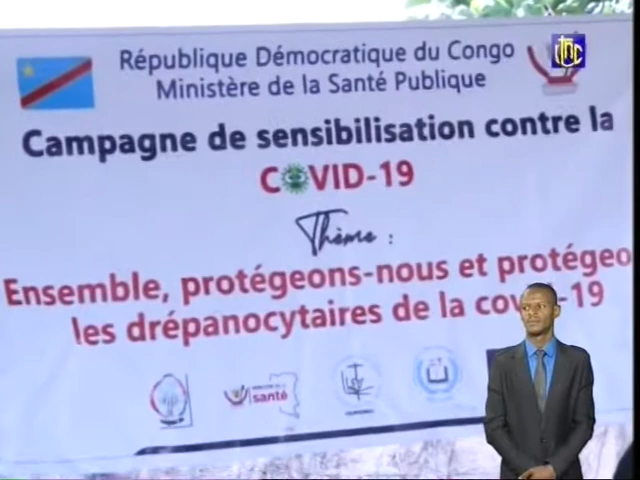 République Démocratique du Congo
Ministère de la Santé Publique
Campagne de sensibilisation contre la
COVID-19
Thème :
Ensemble, protégeons-nous et protégeo
les drépanocytaires de la cov -19
santé